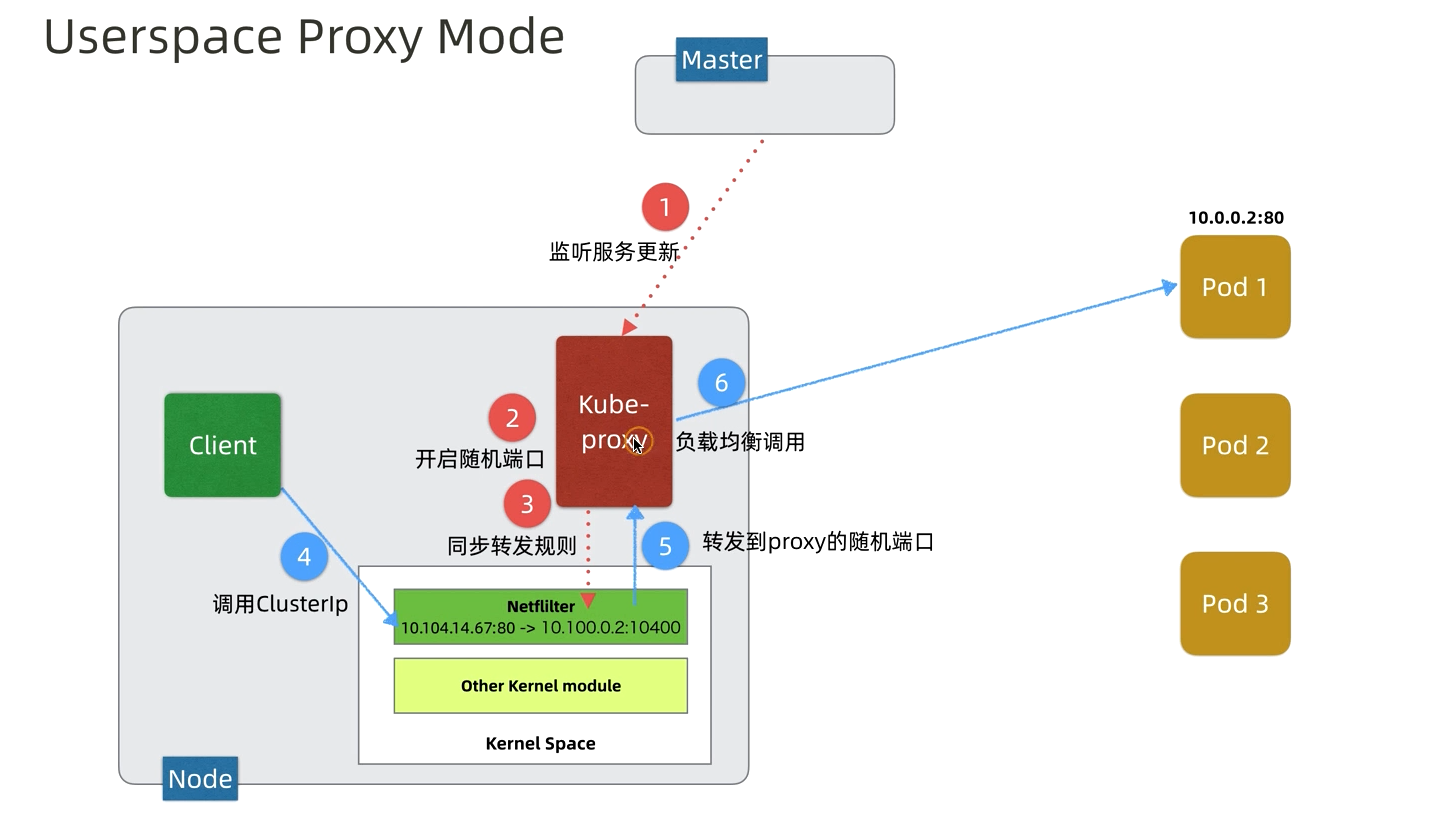 Userspace Proxy Mode
Master
1
监听服务更新
10.0.0.2:80
Pod 1
Kube-
proxy
6
负载均衡调用
2
开启随机端口
Client
Pod 2
3
同步转发规则
5
转发到proxy的随机端口
4
调用ClusterIp
Netflilter
10.104.14.67:80 -> 10.100.0.2:10400
Pod 3
Other Kernel module
Kernel Space
Node